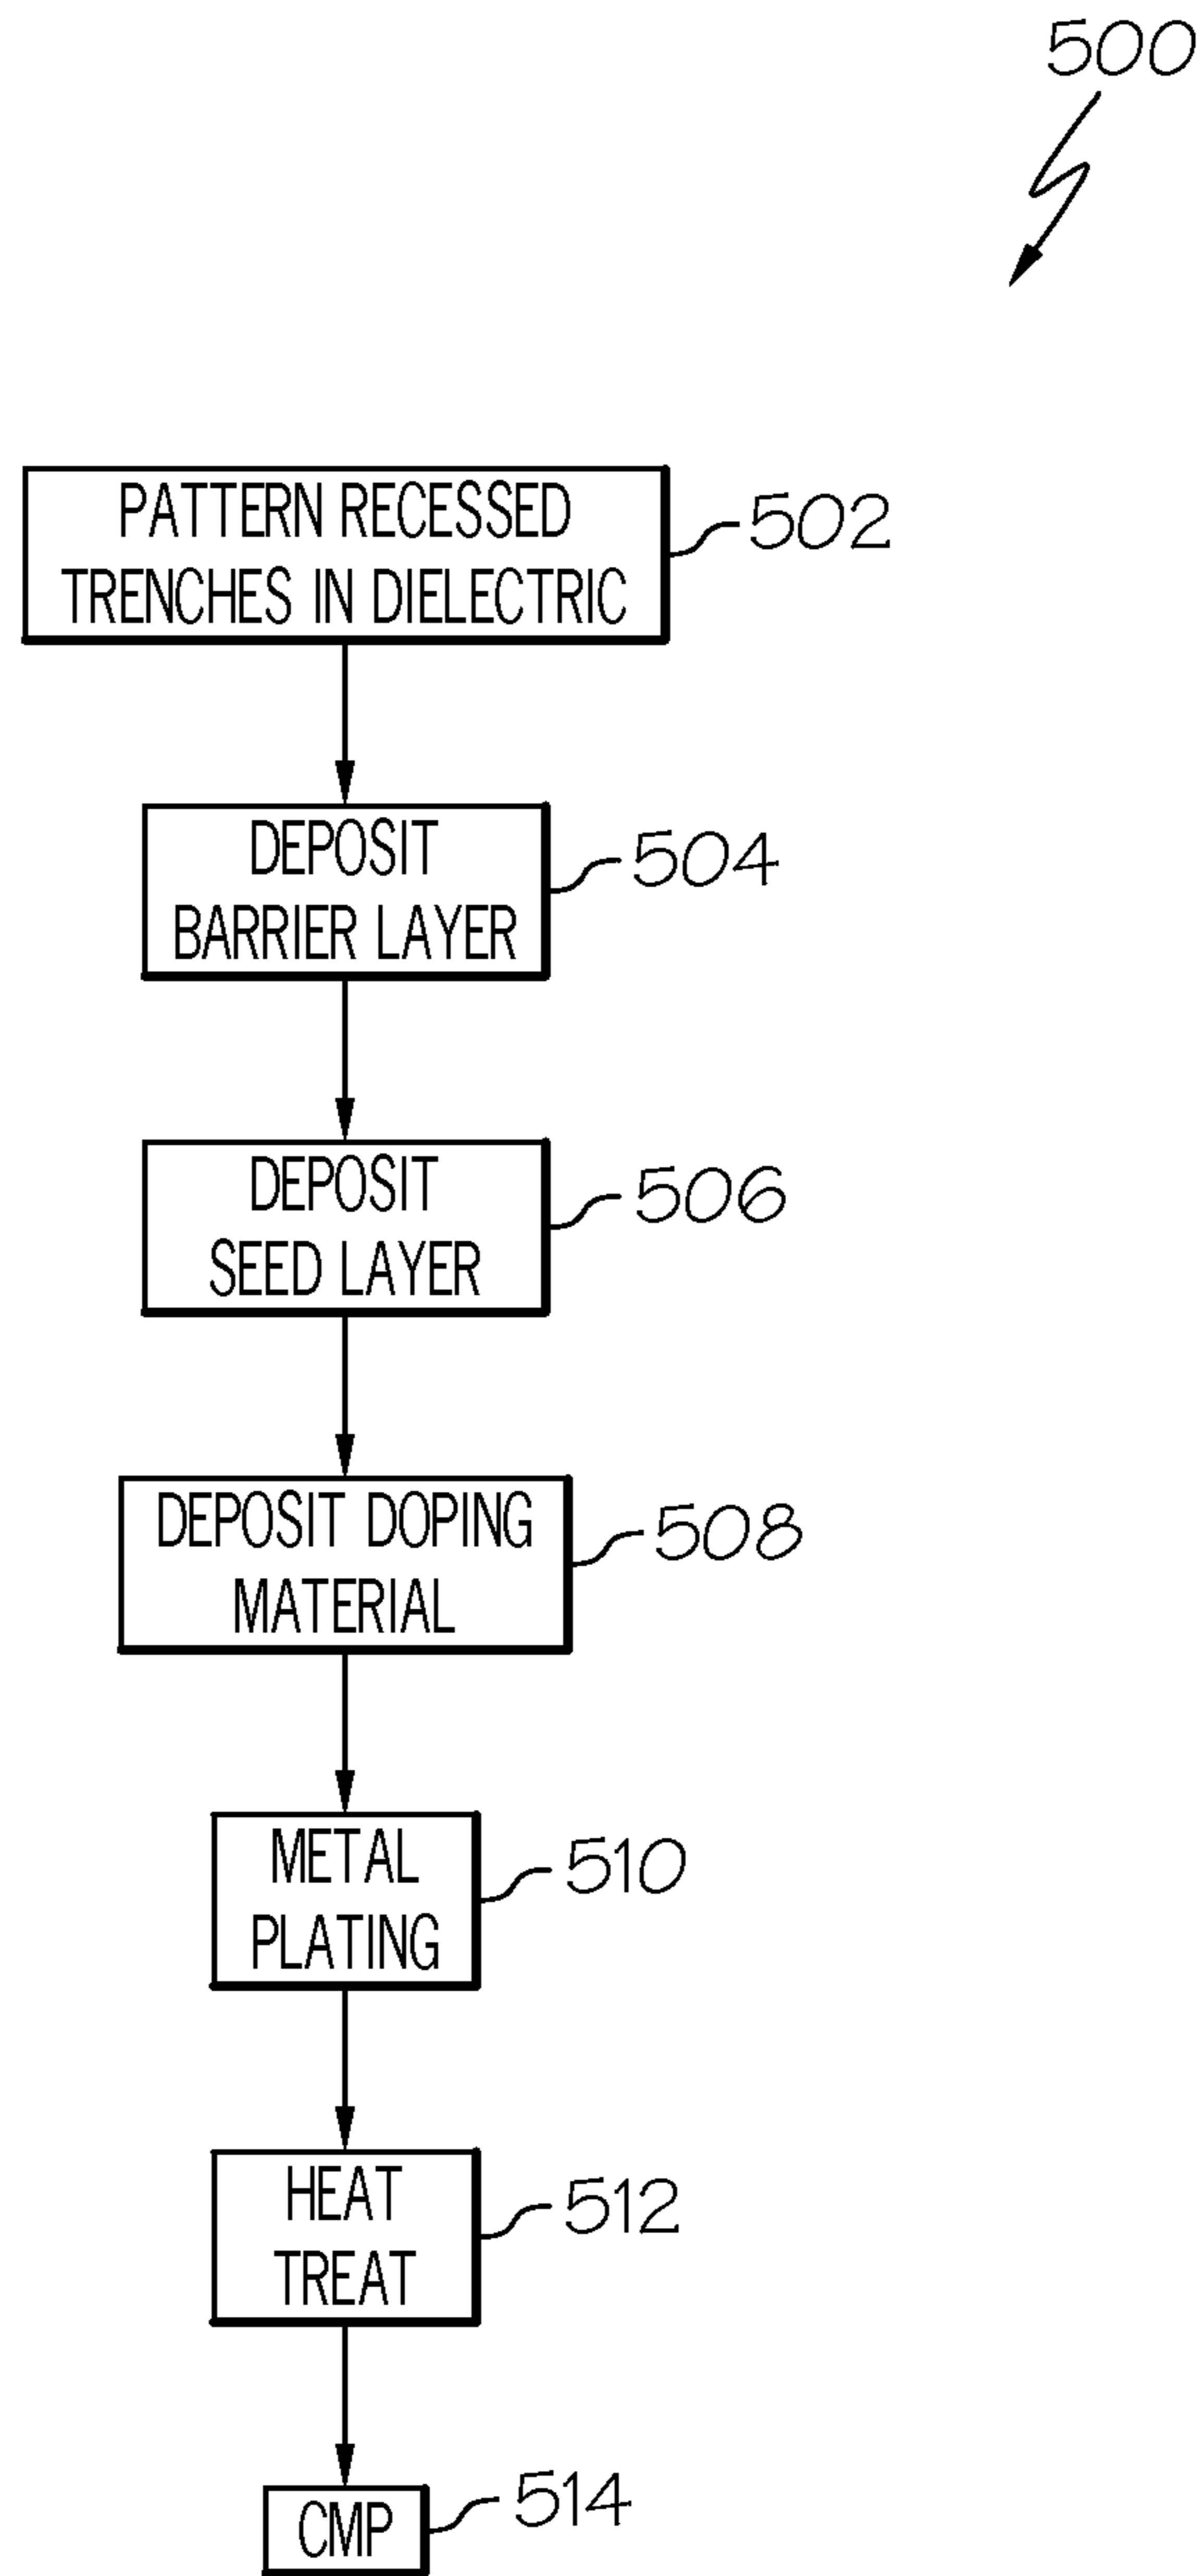 500
PATTERN RECESSED
TRENCHES IN DIELECTRIC
502
DEPOSIT
BARRIER LAYER
504
DEPOSIT
SEED LAYER
506
DEPOSIT DOPING
MATERIAL
508
METAL
PLATING
510
HEAT
TREAT
512
CMP
514